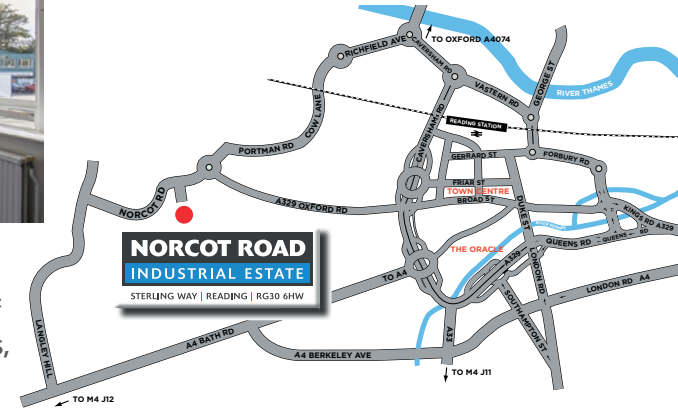 TO OXFORD A4074
RICHFIELD AVE
CAVERSHAM RD
VASTERN RD
GEORGE ST
RIVER THAMES
COW LANE
CAVERSHAM RD
READING STATION
PORTMAN RD
GERRARD ST
FORBURY RD
FRIAR ST
TOWN CENTRE
BROAD ST
NORCOT RD
A329 OXFORD RD
DUKE ST
KINGS RD A329
QUEENS RD
QUEENS RD
NORCOT ROAD
INDUSTRIAL ESTATE
STERLING WAY | READING | RG30 6HW
THE ORACLE
A329
LONDON RD
TO A4
LONDON RD A4
SOUTHAMPTON ST
A33
LANGLEY HILL
A4 BATH RD
A4 BERKELEY AVE
TO M4 J11
TO M4 J12